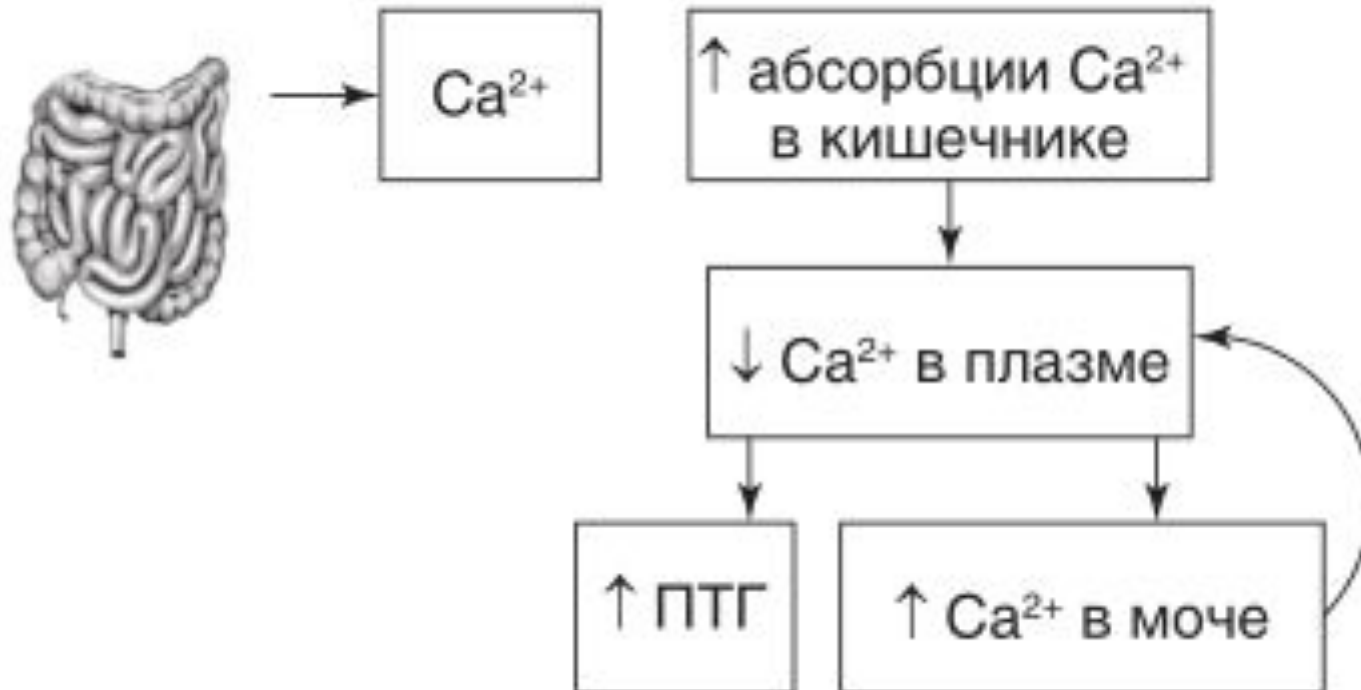 Ca²⁺
↑ абсорбции Ca²⁺
в кишечнике
↓ Ca²⁺ в плазме
↑ ПТГ
↑ Ca²⁺ в моче